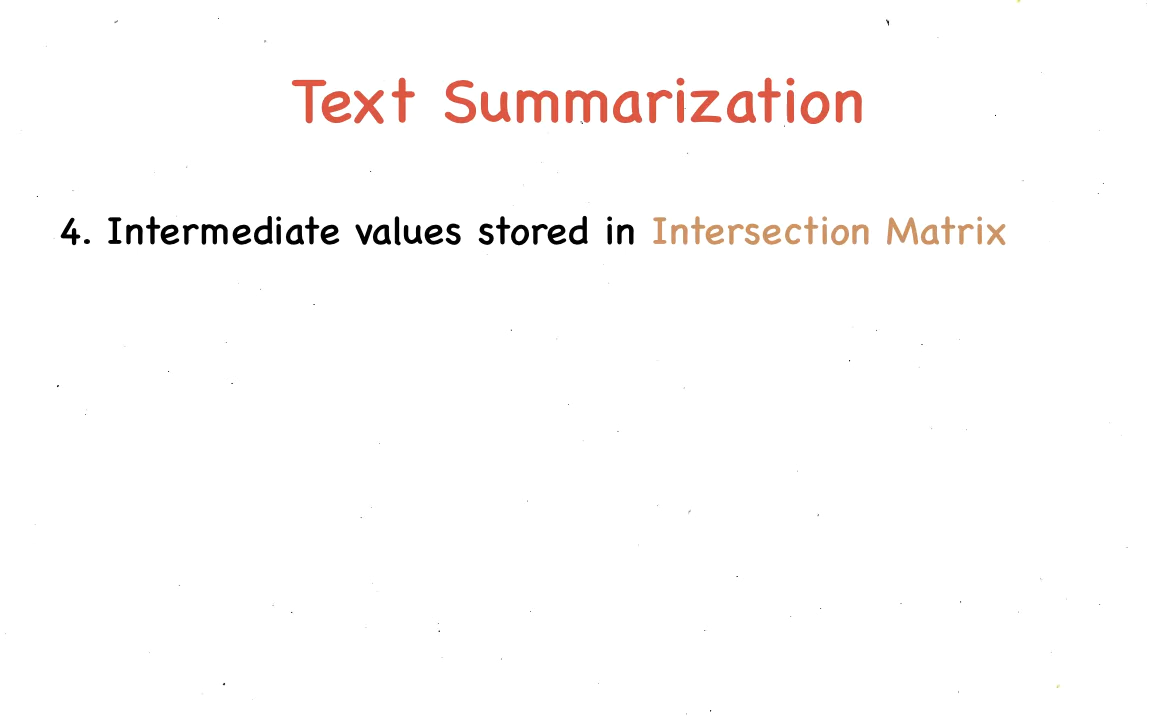 Text Summarization
4. Intermediate values stored in Intersection Matrix